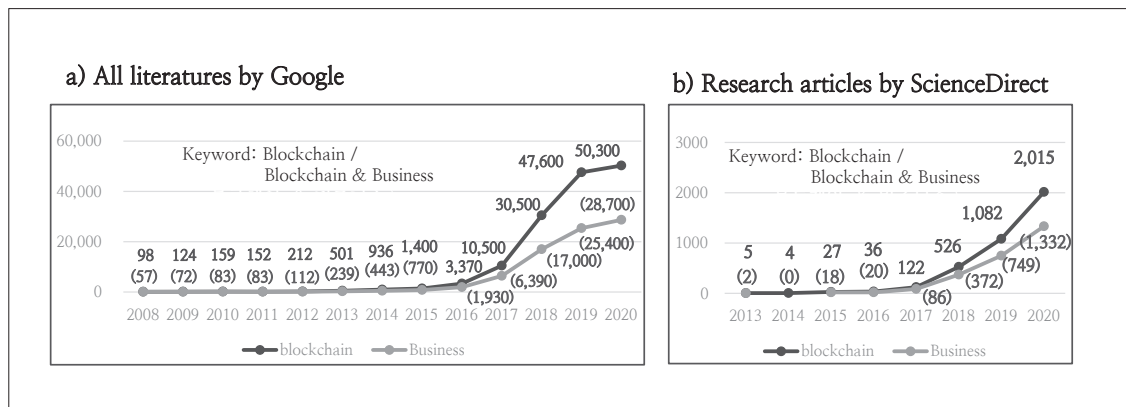 a) All literatures by Google
60,000
40,000
20,000
0
Keyword: Blockchain /
Blockchain & Business
98 124 159 152 212 501 936 1,400 3,370 10,500 30,500 47,600 50,300
(57) (72) (83) (83) (112) (239) (443) (770) (1,930) (6,390) (17,000) (25,400) (28,700)
2008 2009 2010 2011 2012 2013 2014 2015 2016 2017 2018 2019 2020
blockchain Business
b) Research articles by ScienceDirect
3000
2000
1000
0
Keyword: Blockchain /
Blockchain & Business
5 4 27 36 122 526 1,082 2,015
(2) (0) (18) (20) (86) (372) (749) (1,332)
2013 2014 2015 2016 2017 2018 2019 2020
blockchain Business